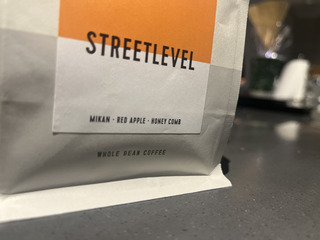 STREETLEVEL
MIKAN - RED APPLE - HONEY COMB
WHOLE BEAN COFFEE